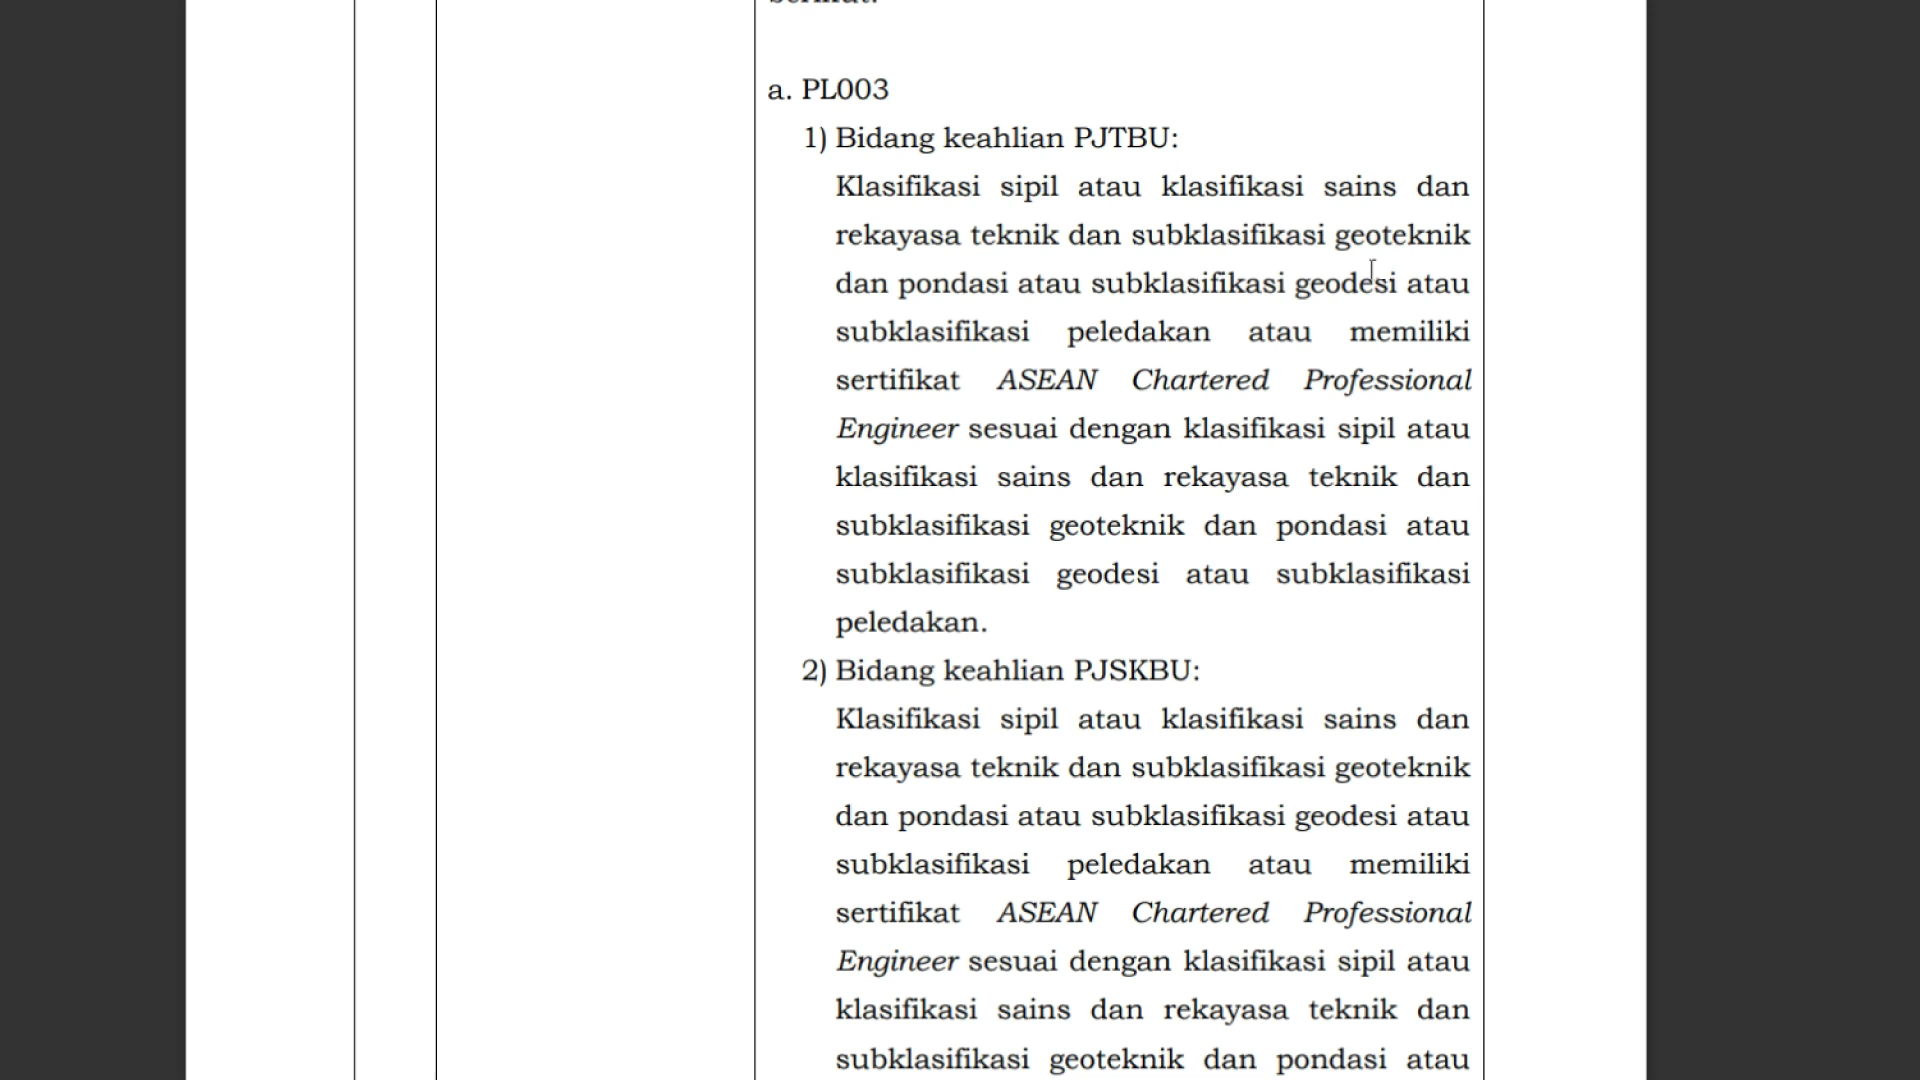 a. PL003
1) Bidang keahlian PJTBU:
Klasifikasi sipil atau klasifikasi sains dan
rekayasa teknik dan subklasifikasi geoteknik
dan pondasi atau subklasifikasi geodesi atau
subklasifikasi peledakan atau memiliki
sertifikat ASEAN Chartered Professional
Engineer sesuai dengan klasifikasi sipil atau
klasifikasi sains dan rekayasa teknik dan
subklasifikasi geoteknik dan pondasi atau
subklasifikasi geodesi atau subklasifikasi
peledakan.
2) Bidang keahlian PJSKBU:
Klasifikasi sipil atau klasifikasi sains dan
rekayasa teknik dan subklasifikasi geoteknik
dan pondasi atau subklasifikasi geodesi atau
subklasifikasi peledakan atau memiliki
sertifikat ASEAN Chartered Professional
Engineer sesuai dengan klasifikasi sipil atau
klasifikasi sains dan rekayasa teknik dan
subklasifikasi geoteknik dan pondasi atau